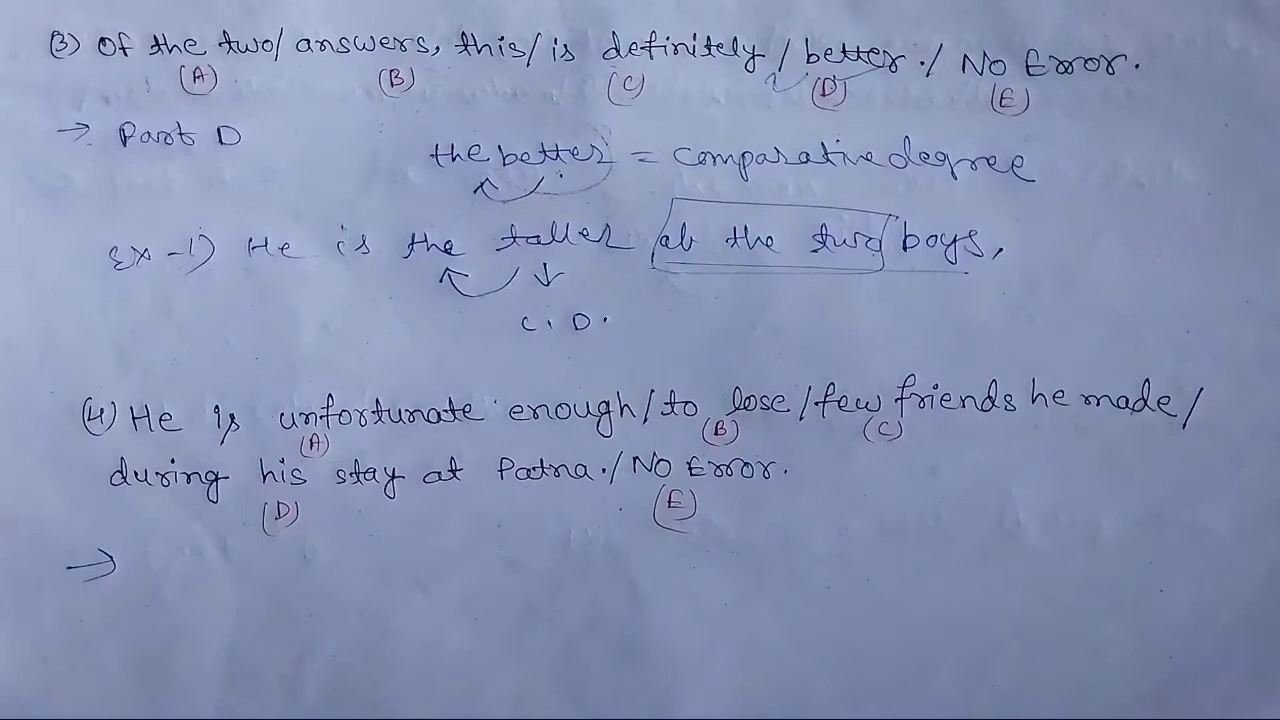 (3) Of the two/ answers, this/ is definitely / better./ No Error.
(A) (B) (C) (D) (E)
→ Part D
the better = comparative degree
Ex-1) He is the taller of the two boys,
C. D.
(4) He is unfortunate enough/ to lose/ few friends he made/
(A) (B) (C)
during his stay at Patna./ No Error.
(D) (E)
→